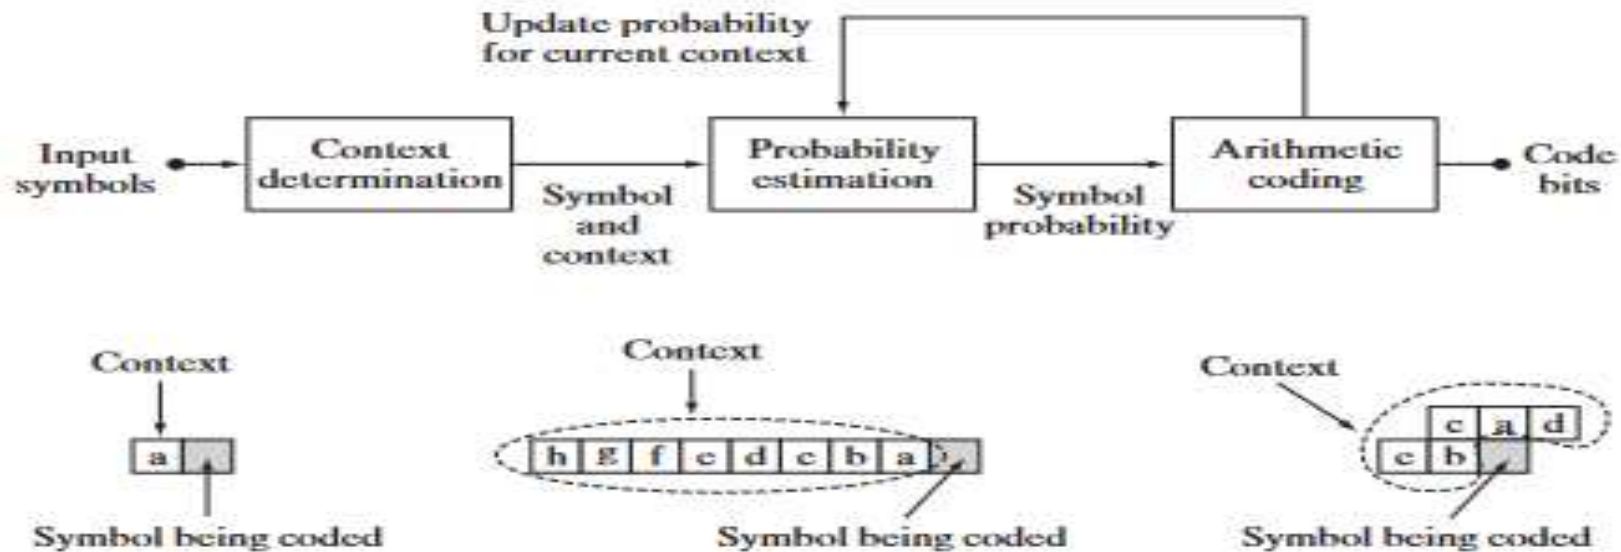 Update probability
for current context
Input
symbols
Context
determination
Symbol
and
context
Probability
estimation
Symbol
probability
Arithmetic
coding
Code
bits
Context
a
Symbol being coded
Context
h g f e d c b a
Symbol being coded
Context
c a d
e b
Symbol being coded